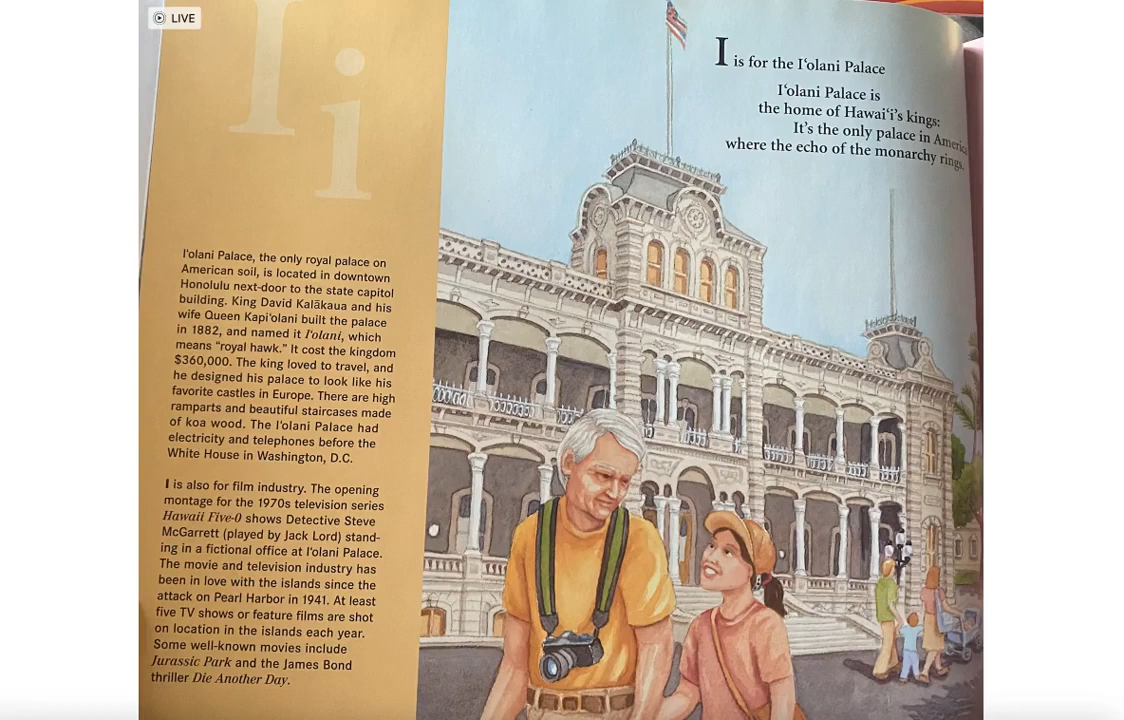 LIVE
I i
I'olani Palace, the only royal palace on
American soil, is located in downtown
Honolulu next-door to the state capitol
building. King David Kalākaua and his
wife Queen Kapi'olani built the palace
in 1882, and named it I'olani, which
means “royal hawk.” It cost the kingdom
$360,000. The king loved to travel, and
he designed his palace to look like his
favorite castles in Europe. There are high
ramparts and beautiful staircases made
of koa wood. The I'olani Palace had
electricity and telephones before the
White House in Washington, D.C.
I is also for film industry. The opening
montage for the 1970s television series
Hawaii Five-0 shows Detective Steve
McGarrett (played by Jack Lord) stand-
ing in a fictional office at I'olani Palace.
The movie and television industry has
been in love with the islands since the
attack on Pearl Harbor in 1941. At least
five TV shows or feature films are shot
on location in the islands each year.
Some well-known movies include
Jurassic Park and the James Bond
thriller Die Another Day.
I is for the I‘olani Palace
I‘olani Palace is
the home of Hawai‘i’s kings:
It’s the only palace in America
where the echo of the monarchy rings.